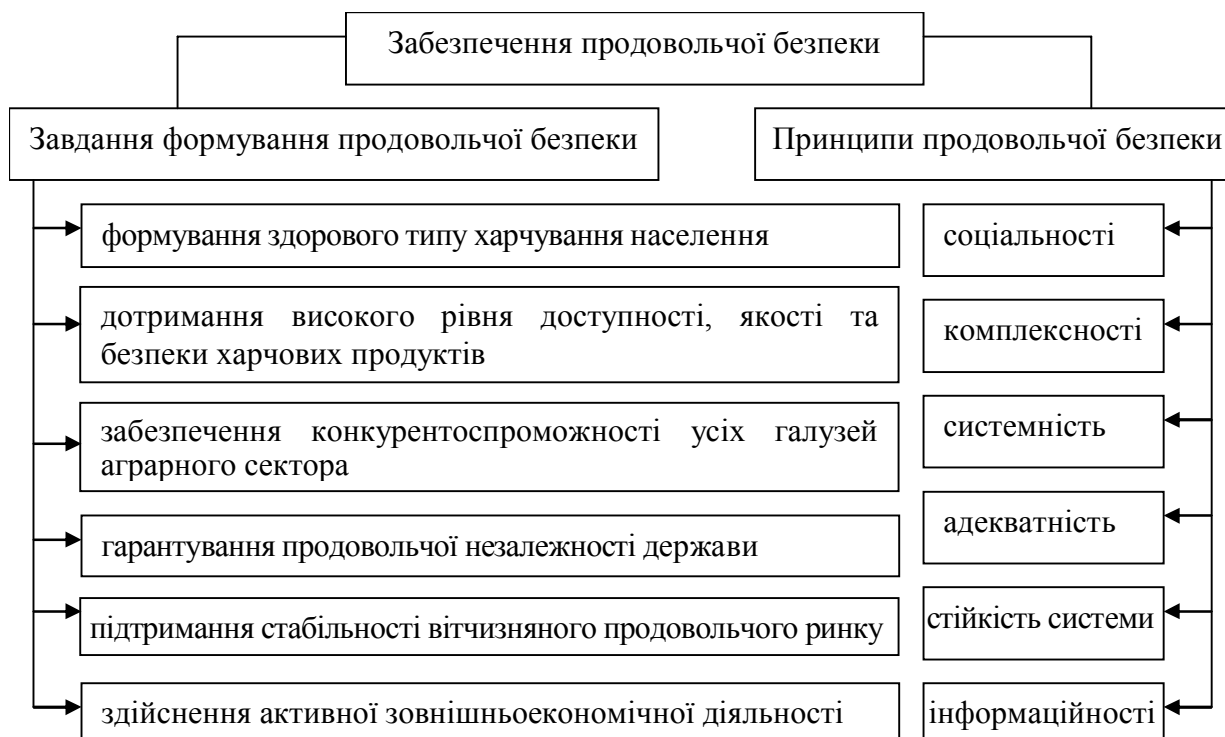 Забезпечення продовольчої безпеки
Завдання формування продовольчої безпеки
Принципи продовольчої безпеки
формування здорового типу харчування населення
дотримання високого рівня доступності, якості та
безпеки харчових продуктів
забезпечення конкурентоспроможності усіх галузей
аграрного сектора
гарантування продовольчої незалежності держави
підтримання стабільності вітчизняного продовольчого ринку
здійснення активної зовнішньоекономічної діяльності
соціальності
комплексності
системність
адекватність
стійкість системи
інформаційності